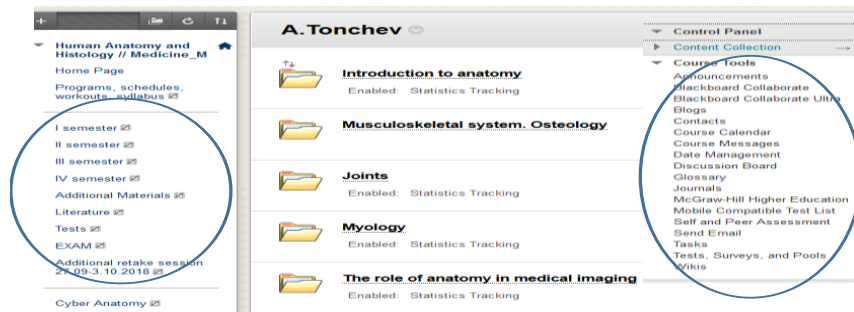 Human Anatomy and
Histology // Medicine_M
Home Page
Programs, schedules,
workouts, syllabus
I semester
II semester
III semester
IV semester
Additional Materials
Literature
Tests
EXAM
Additional retake session
27.09-3.10.2018
Cyber Anatomy
A.Tonchev
Introduction to anatomy
Enabled: Statistics Tracking
Musculoskeletal system. Osteology
Joints
Enabled: Statistics Tracking
Myology
Enabled: Statistics Tracking
The role of anatomy in medical imaging
Enabled: Statistics Tracking
Control Panel
Content Collection
Course Tools
Announcements
Blackboard Collaborate
Blackboard Collaborate Ultra
Blogs
Contacts
Course Calendar
Course Messages
Date Management
Discussion Board
Glossary
Journals
McGraw-Hill Higher Education
Mobile Compatible Test List
Self and Peer Assessment
Send Email
Tasks
Tests, Surveys, and Pools
Wikis